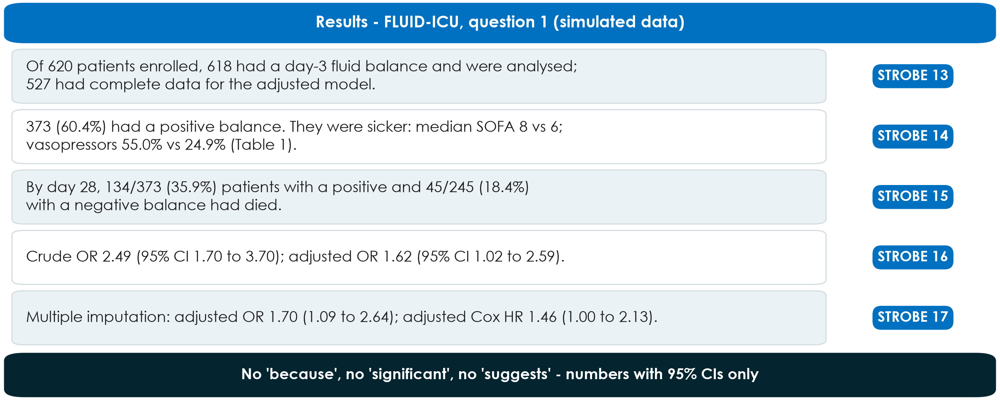 Results - FLUID-ICU, question 1 (simulated data)
Of 620 patients enrolled, 618 had a day-3 fluid balance and were analysed;
527 had complete data for the adjusted model.
STROBE 13
373 (60.4%) had a positive balance. They were sicker: median SOFA 8 vs 6;
vasopressors 55.0% vs 24.9% (Table 1).
STROBE 14
By day 28, 134/373 (35.9%) patients with a positive and 45/245 (18.4%)
with a negative balance had died.
STROBE 15
Crude OR 2.49 (95% CI 1.70 to 3.70); adjusted OR 1.62 (95% CI 1.02 to 2.59).
STROBE 16
Multiple imputation: adjusted OR 1.70 (1.09 to 2.64); adjusted Cox HR 1.46 (1.00 to 2.13).
STROBE 17
No 'because', no 'significant', no 'suggests' - numbers with 95% CIs only